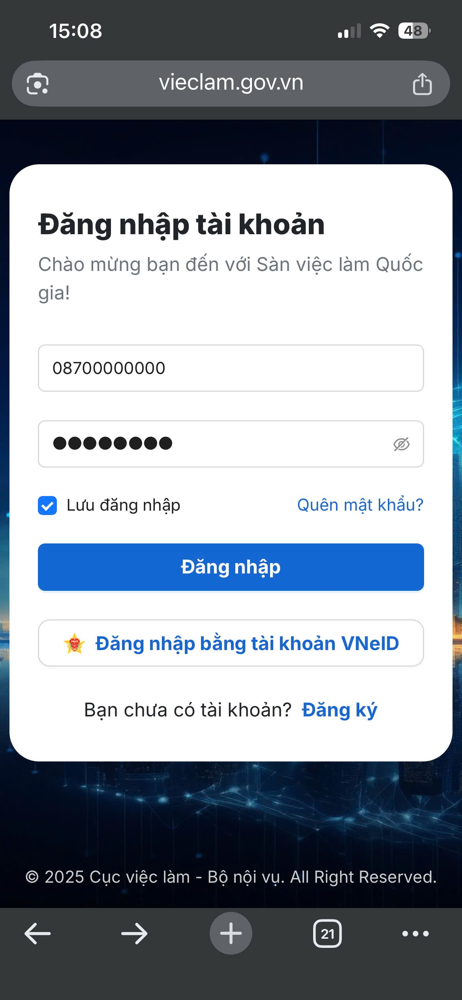 15:08
48
vieclam.gov.vn
Đăng nhập tài khoản
Chào mừng bạn đến với Sàn việc làm Quốc
gia!
08700000000
Lưu đăng nhập
Quên mật khẩu?
Đăng nhập
VNeID
Đăng nhập bằng tài khoản VNeID
Bạn chưa có tài khoản? Đăng ký
© 2025 Cục việc làm - Bộ nội vụ. All Right Reserved.
21